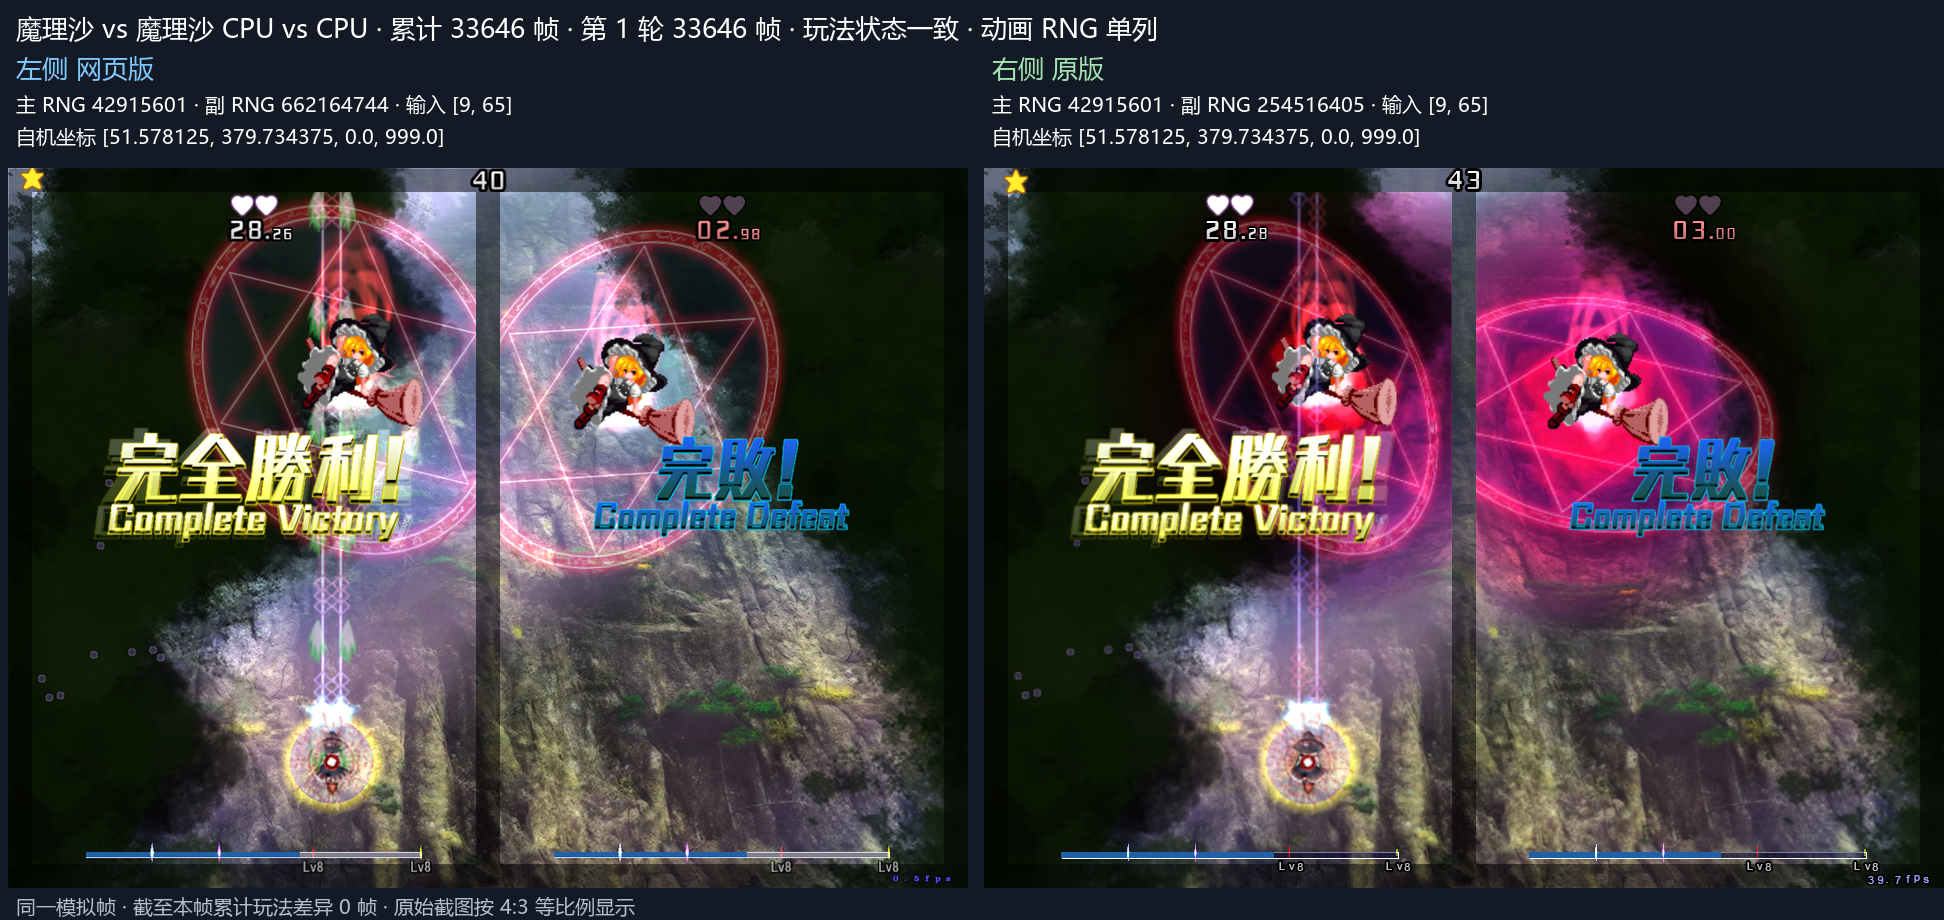 魔理沙 vs 魔理沙 CPU vs CPU · 累计 33646 帧 · 第 1 轮 33646 帧 · 玩法状态一致 · 动画 RNG 单列
左侧 网页版
主 RNG 42915601 · 副 RNG 662164744 · 输入 [9, 65]
自机坐标 [51.578125, 379.734375, 0.0, 999.0]
40
28.26
02.98
完全勝利!
Complete Victory
完敗!
Complete Defeat
Lv8
Lv8
Lv8
Lv8
0.5fps
右侧 原版
主 RNG 42915601 · 副 RNG 254516405 · 输入 [9, 65]
自机坐标 [51.578125, 379.734375, 0.0, 999.0]
43
28.28
03.00
完全勝利!
Complete Victory
完敗!
Complete Defeat
Lv8
Lv8
Lv8
Lv8
39.7fps
同一模拟帧 · 截至本帧累计玩法差异 0 帧 · 原始截图按 4:3 等比例显示